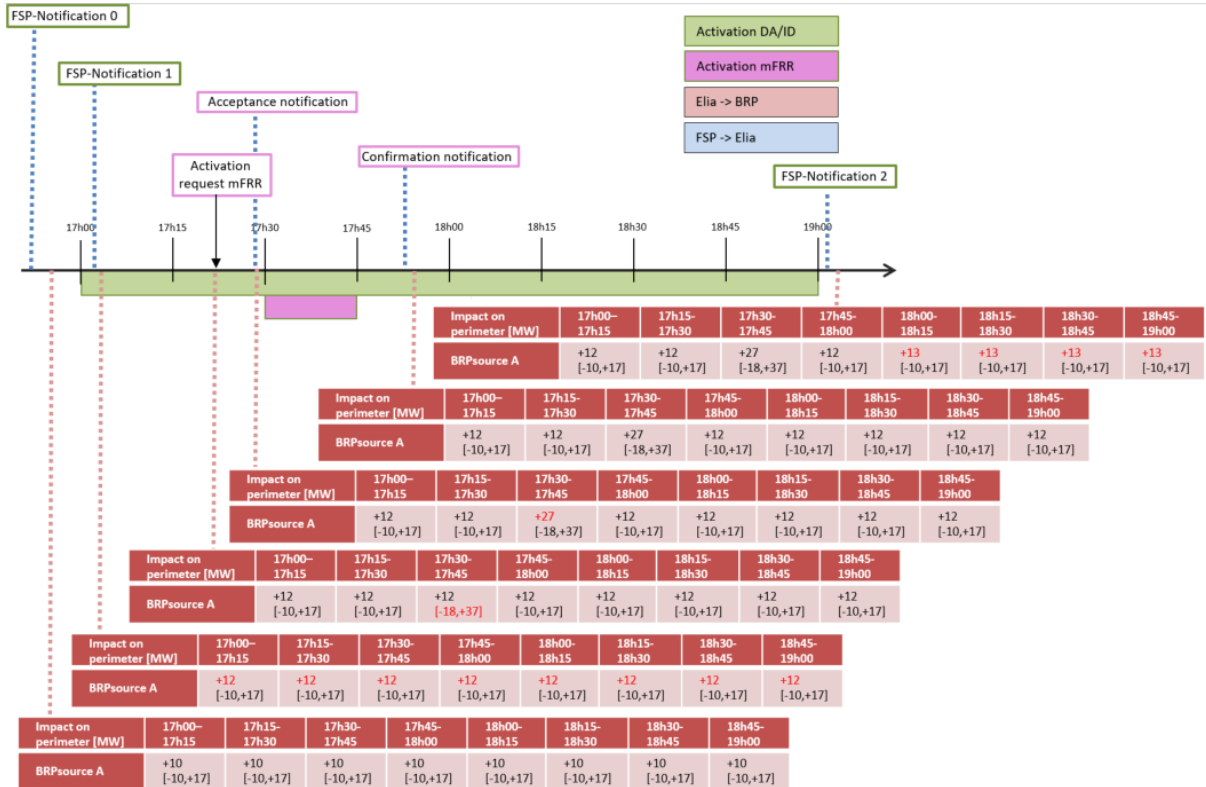 FSP-Notification 0
FSP-Notification 1
Acceptance notification
Activation
request mFRR
Confirmation notification
FSP-Notification 2
Activation DA/ID
Activation mFRR
Elia -> BRP
FSP -> Elia
17h00 17h15 17h30 17h45 18h00 18h15 18h30 18h45 19h00
Impact on 17h00– 17h15- 17h30- 17h45- 18h00- 18h15- 18h30- 18h45-
perimeter [MW] 17h15 17h30 17h45 18h00 18h15 18h30 18h45 19h00
BRPsource A +12 +12 +27 +12 +13 +13 +13 +13
[-10,+17] [-10,+17] [-18,+37] [-10,+17] [-10,+17] [-10,+17] [-10,+17] [-10,+17]
Impact on 17h00– 17h15- 17h30- 17h45- 18h00- 18h15- 18h30- 18h45-
perimeter [MW] 17h15 17h30 17h45 18h00 18h15 18h30 18h45 19h00
BRPsource A +12 +12 +27 +12 +12 +12 +12 +12
[-10,+17] [-10,+17] [-18,+37] [-10,+17] [-10,+17] [-10,+17] [-10,+17] [-10,+17]
Impact on 17h00– 17h15- 17h30- 17h45- 18h00- 18h15- 18h30- 18h45-
perimeter [MW] 17h15 17h30 17h45 18h00 18h15 18h30 18h45 19h00
BRPsource A +12 +12 +27 +12 +12 +12 +12 +12
[-10,+17] [-10,+17] [-18,+37] [-10,+17] [-10,+17] [-10,+17] [-10,+17] [-10,+17]
Impact on 17h00– 17h15- 17h30- 17h45- 18h00- 18h15- 18h30- 18h45-
perimeter [MW] 17h15 17h30 17h45 18h00 18h15 18h30 18h45 19h00
BRPsource A +12 +12 +12 +12 +12 +12 +12 +12
[-10,+17] [-10,+17] [-18,+37] [-10,+17] [-10,+17] [-10,+17] [-10,+17] [-10,+17]
Impact on 17h00– 17h15- 17h30- 17h45- 18h00- 18h15- 18h30- 18h45-
perimeter [MW] 17h15 17h30 17h45 18h00 18h15 18h30 18h45 19h00
BRPsource A +12 +12 +12 +12 +12 +12 +12 +12
[-10,+17] [-10,+17] [-10,+17] [-10,+17] [-10,+17] [-10,+17] [-10,+17] [-10,+17]
Impact on 17h00– 17h15- 17h30- 17h45- 18h00- 18h15- 18h30- 18h45-
perimeter [MW] 17h15 17h30 17h45 18h00 18h15 18h30 18h45 19h00
BRPsource A +10 +10 +10 +10 +10 +10 +10 +10
[-10,+17] [-10,+17] [-10,+17] [-10,+17] [-10,+17] [-10,+17] [-10,+17] [-10,+17]